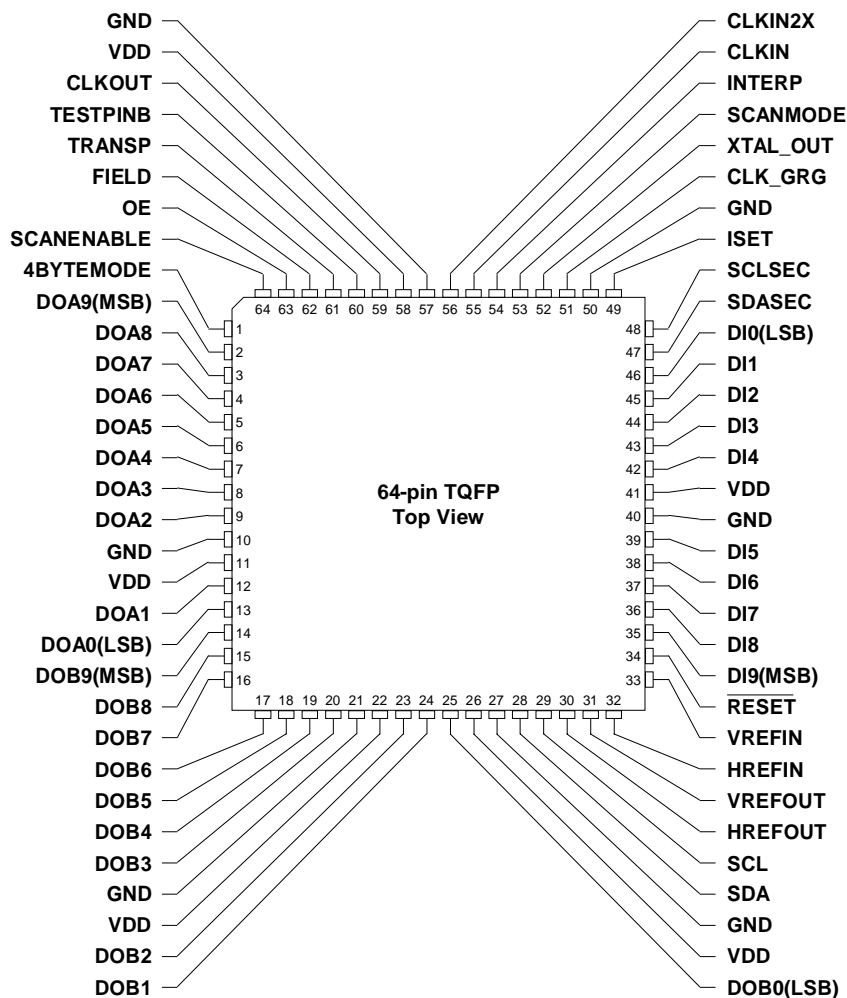 GND
VDD
CLKOUT
TESTPINB
TRANSP
FIELD
OE
SCANENABLE
4BYTEMODE
DOA9(MSB)
DOA8
DOA7
DOA6
DOA5
DOA4
DOA3
DOA2
GND
VDD
DOA1
DOA0(LSB)
DOB9(MSB)
DOB8
DOB7
DOB6
DOB5
DOB4
DOB3
GND
VDD
DOB2
DOB1
64 63 62 61 60 59 58 57 56 55 54 53 52 51 50 49
1
2
3
4
5
6
7
8
9
10
11
12
13
14
15
16
64-pin TQFP
Top View
48
47
46
45
44
43
42
41
40
39
38
37
36
35
34
33
17 18 19 20 21 22 23 24 25 26 27 28 29 30 31 32
CLKIN2X
CLKIN
INTERP
SCANMODE
XTAL_OUT
CLK_GRG
GND
ISET
SCLSEC
SDASEC
DI0(LSB)
DI1
DI2
DI3
DI4
VDD
GND
DI5
DI6
DI7
DI8
DI9(MSB)
RESET
VREFIN
HREFIN
VREFOUT
HREFOUT
SCL
SDA
GND
VDD
DOB0(LSB)